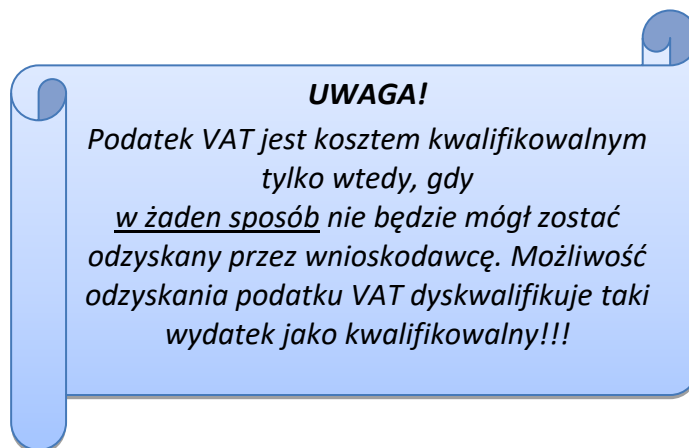 UWAGA!
Podatek VAT jest kosztem kwalifikowalnym
tylko wtedy, gdy
w żaden sposób nie będzie mógł zostać
odzyskany przez wnioskodawcę. Możliwość
odzyskania podatku VAT dyskwalifikuje taki
wydatek jako kwalifikowalny!!!